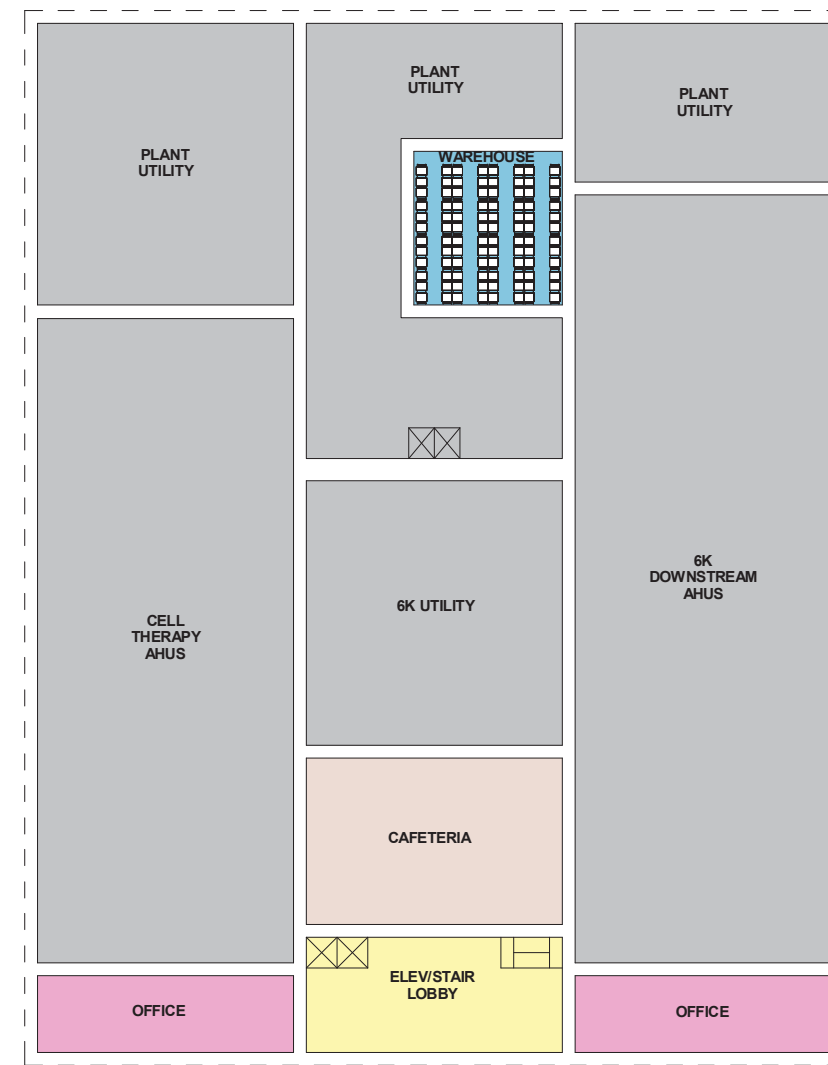 PLANT
UTILITY
PLANT
UTILITY
PLANT
UTILITY
WAREHOUSE
CELL
THERAPY
AHUS
6K UTILITY
6K
DOWNSTREAM
AHUS
CAFETERIA
ELEV/STAIR
LOBBY
OFFICE
OFFICE